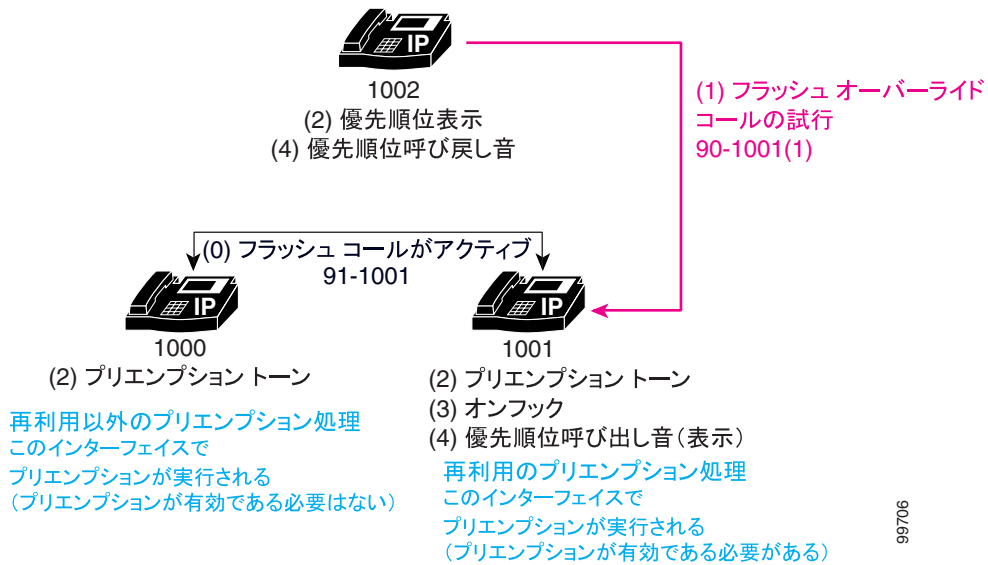 IP
1002
(2) 優先順位表示
(4) 優先順位呼び戻し音
(1) フラッシュ オーバーライド
コールの試行
90-1001(1)
(0) フラッシュ コールがアクティブ
91-1001
IP
1000
(2) プリエンプション トーン
再利用以外のプリエンプション処理
このインターフェイスで
プリエンプションが実行される
（プリエンプションが有効である必要はない）
IP
1001
(2) プリエンプション トーン
(3) オンフック
(4) 優先順位呼び出し音（表示）
再利用のプリエンプション処理
このインターフェイスで
プリエンプションが実行される
（プリエンプションが有効である必要がある）
99706